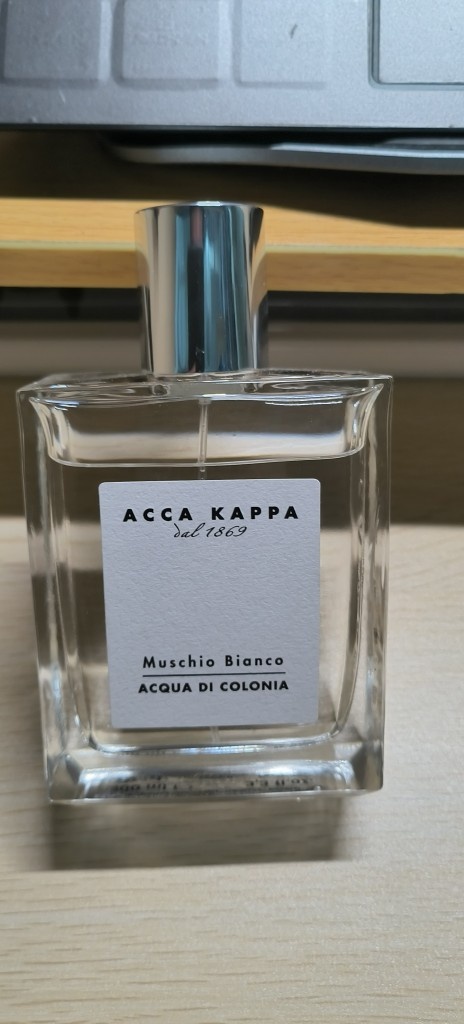 ACCA KAPPA
dal 1869
Muschio Bianco
ACQUA DI COLONIA